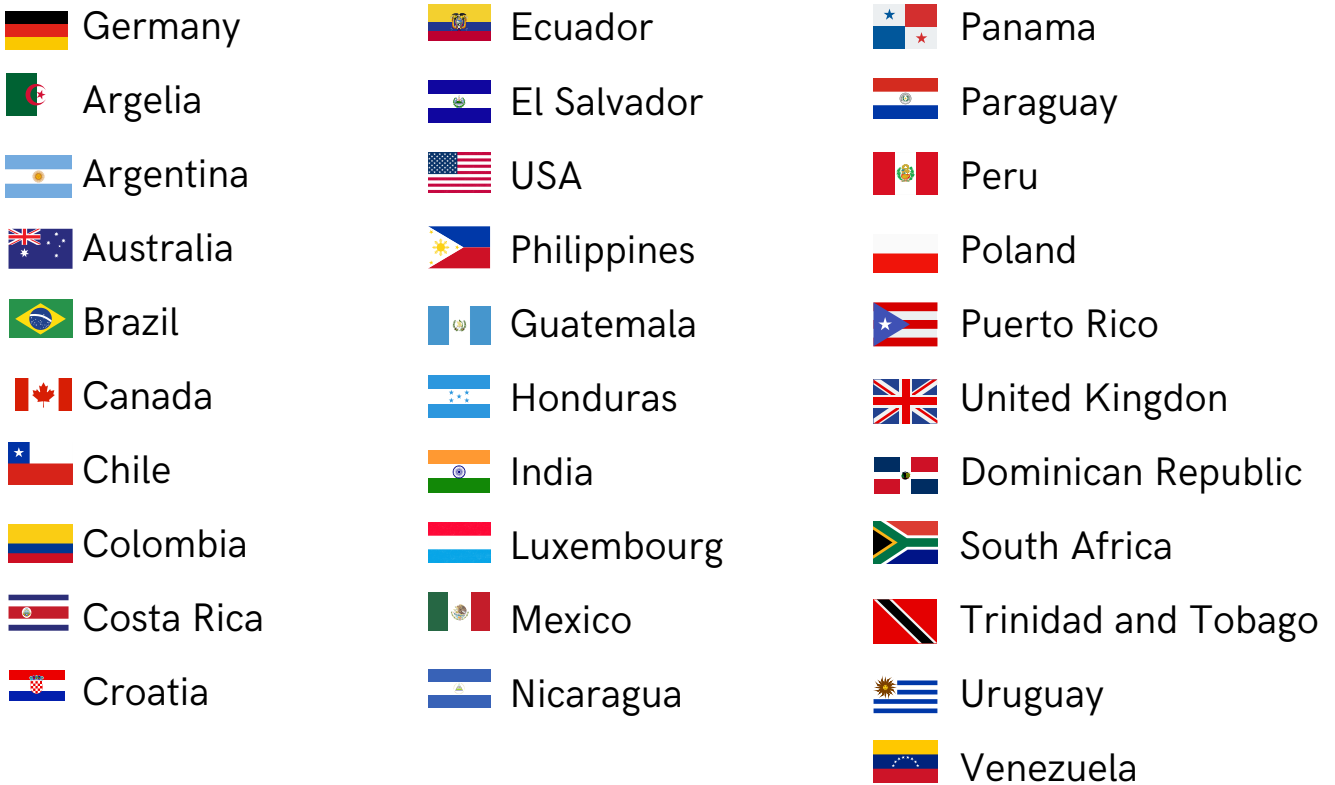 Germany
Argelia
Argentina
Australia
Brazil
Canada
Chile
Colombia
Costa Rica
Croatia
Ecuador
El Salvador
USA
Philippines
Guatemala
Honduras
India
Luxembourg
Mexico
Nicaragua
Panama
Paraguay
Peru
Poland
Puerto Rico
United Kingdon
Dominican Republic
South Africa
Trinidad and Tobago
Uruguay
Venezuela